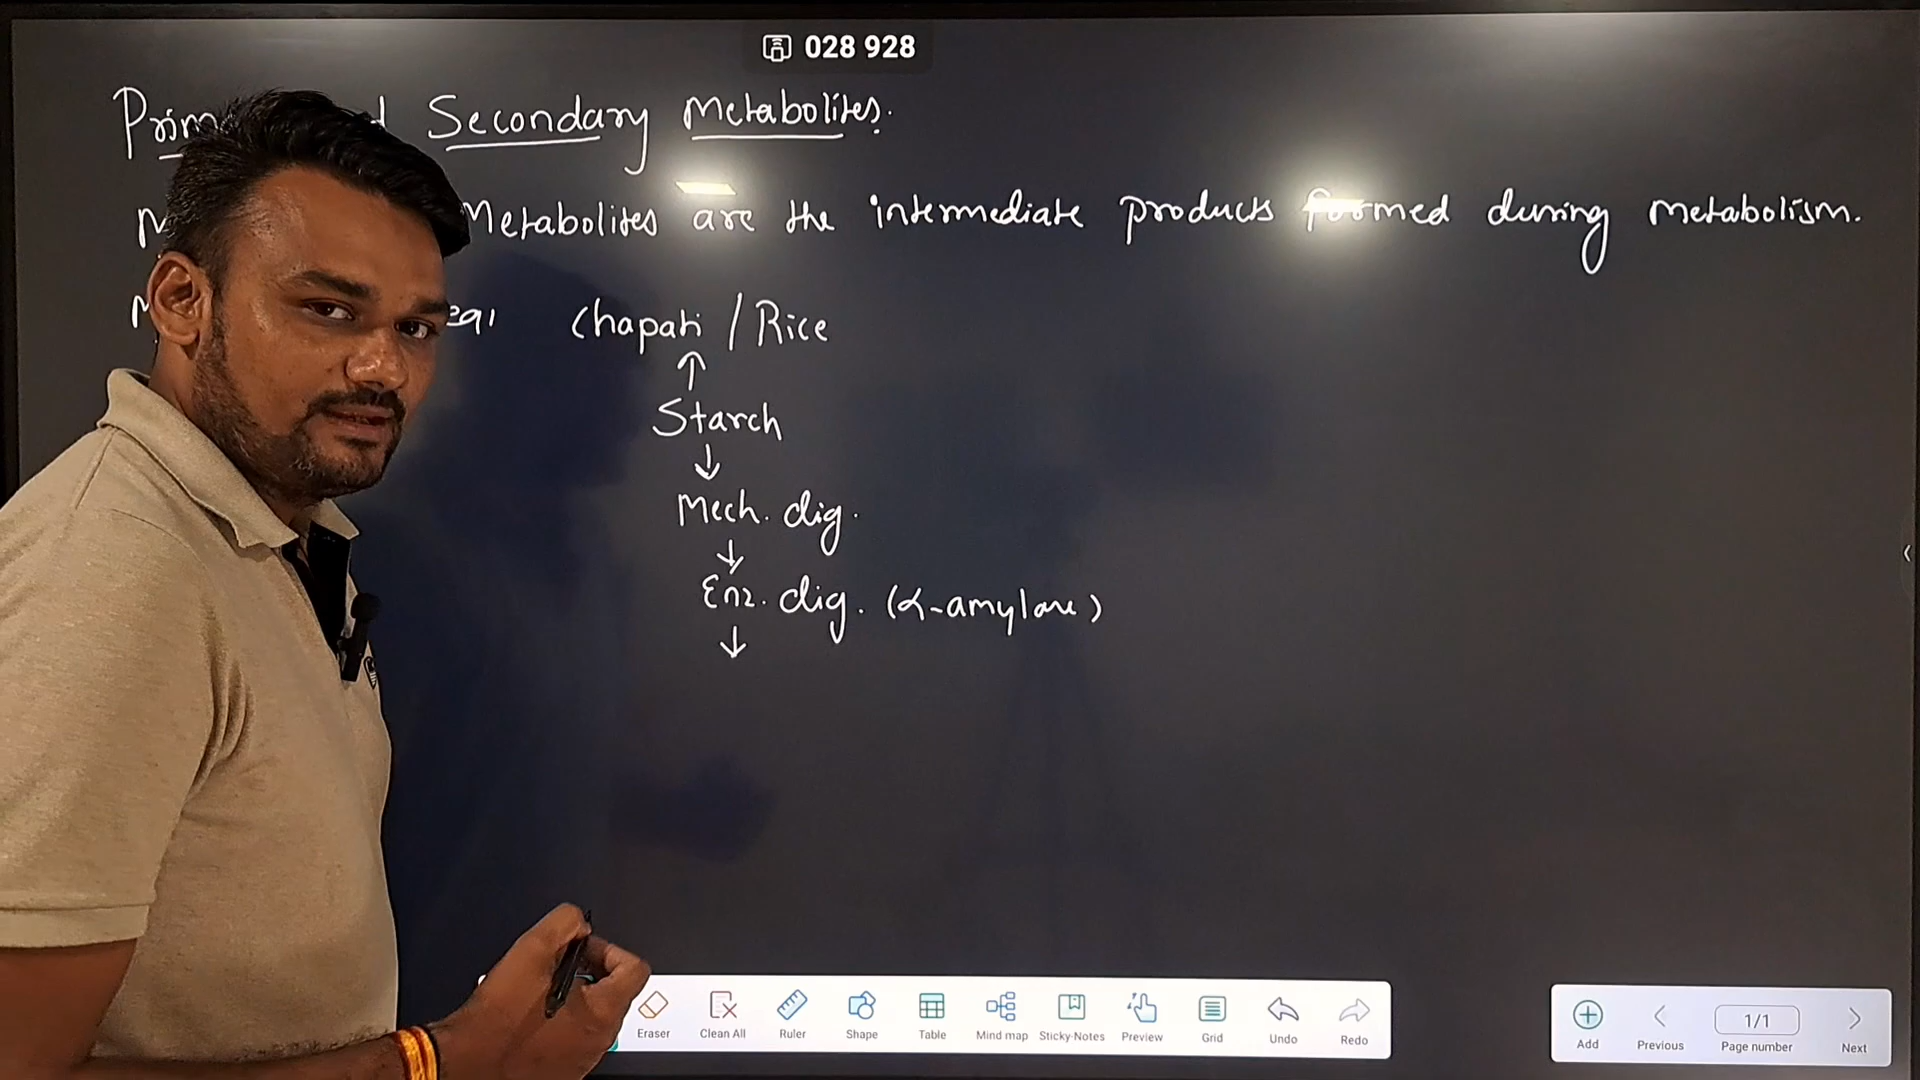 028 928
Secondary Metabolites.
Metabolites are the intermediate products formed during metabolism.
Chapati / Rice
↑
Starch
↓
Mech. dig.
↓
Enz. dig. (α-amylase)
↓
Eraser Clean All Ruler Shape Table Mind map Sticky-Notes Preview Grid Undo Redo
Add Previous 1/1 Page number Next